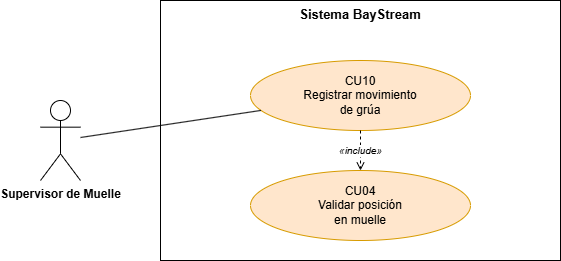 Sistema BayStream
CU10
Registrar movimiento
de grúa
«include»
CU04
Validar posición
en muelle
Supervisor de Muelle